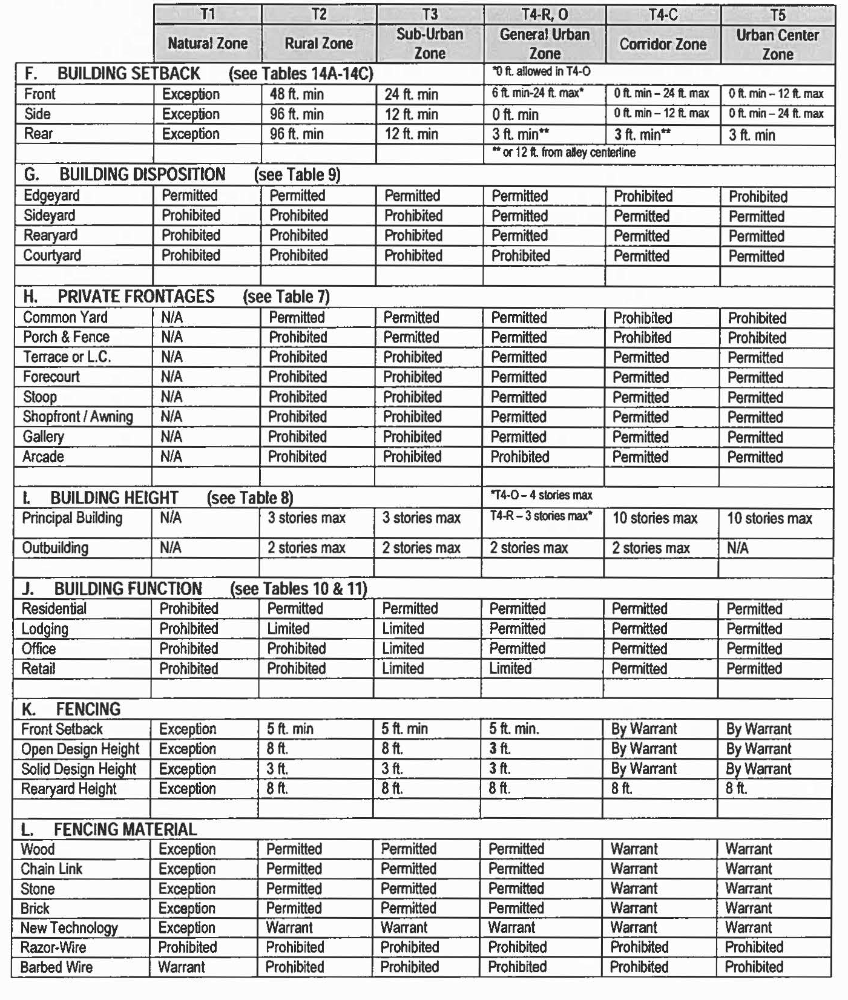 T1 T2 T3 T4-R, O T4-C T5
Natural Zone Rural Zone Sub-Urban Zone General Urban Zone Corridor Zone Urban Center Zone
F. BUILDING SETBACK (see Tables 14A-14C) *0 ft. allowed in T4-O
Front Exception 48 ft. min 24 ft. min 6 ft. min-24 ft. max* 0 ft. min – 24 ft. max 0 ft. min – 12 ft. max
Side Exception 96 ft. min 12 ft. min 0 ft. min 0 ft. min – 12 ft. max 0 ft. min – 24 ft. max
Rear Exception 96 ft. min 12 ft. min 3 ft. min** 3 ft. min** 3 ft. min
** or 12 ft. from alley centerline
G. BUILDING DISPOSITION (see Table 9)
Edgeyard Permitted Permitted Permitted Permitted Prohibited Prohibited
Sideyard Prohibited Prohibited Prohibited Permitted Permitted Permitted
Rearyard Prohibited Prohibited Prohibited Permitted Permitted Permitted
Courtyard Prohibited Prohibited Prohibited Prohibited Permitted Permitted
H. PRIVATE FRONTAGES (see Table 7)
Common Yard N/A Permitted Permitted Permitted Prohibited Prohibited
Porch & Fence N/A Prohibited Permitted Permitted Prohibited Prohibited
Terrace or L.C. N/A Prohibited Prohibited Permitted Permitted Permitted
Forecourt N/A Prohibited Prohibited Permitted Permitted Permitted
Stoop N/A Prohibited Prohibited Permitted Permitted Permitted
Shopfront / Awning N/A Prohibited Prohibited Permitted Permitted Permitted
Gallery N/A Prohibited Prohibited Permitted Permitted Permitted
Arcade N/A Prohibited Prohibited Prohibited Permitted Permitted
I. BUILDING HEIGHT (see Table 8) *T4-O – 4 stories max
Principal Building N/A 3 stories max 3 stories max T4-R – 3 stories max* 10 stories max 10 stories max
Outbuilding N/A 2 stories max 2 stories max 2 stories max 2 stories max N/A
J. BUILDING FUNCTION (see Tables 10 & 11)
Residential Prohibited Permitted Permitted Permitted Permitted Permitted
Lodging Prohibited Limited Limited Permitted Permitted Permitted
Office Prohibited Prohibited Limited Permitted Permitted Permitted
Retail Prohibited Prohibited Limited Limited Permitted Permitted
K. FENCING
Front Setback Exception 5 ft. min 5 ft. min 5 ft. min. By Warrant By Warrant
Open Design Height Exception 8 ft. 8 ft. 3 ft. By Warrant By Warrant
Solid Design Height Exception 3 ft. 3 ft. 3 ft. By Warrant By Warrant
Rearyard Height Exception 8 ft. 8 ft. 8 ft. 8 ft. 8 ft.
L. FENCING MATERIAL
Wood Exception Permitted Permitted Permitted Warrant Warrant
Chain Link Exception Permitted Permitted Permitted Warrant Warrant
Stone Exception Permitted Permitted Permitted Warrant Warrant
Brick Exception Permitted Permitted Permitted Warrant Warrant
New Technology Exception Warrant Warrant Warrant Warrant Warrant
Razor-Wire Prohibited Prohibited Prohibited Prohibited Prohibited Prohibited
Barbed Wire Warrant Prohibited Prohibited Prohibited Prohibited Prohibited